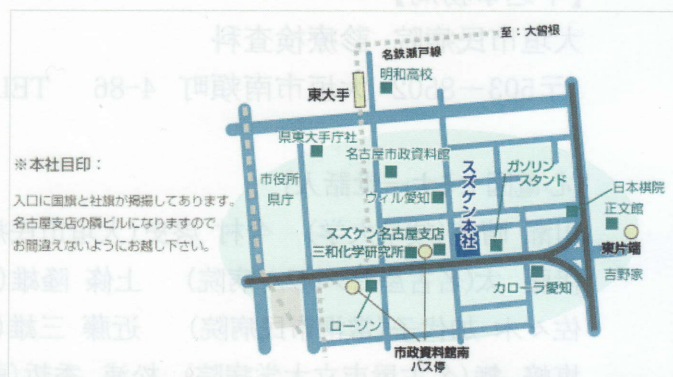 至：大曽根
名鉄瀬戸線
明和高校
東大手
県東大手庁社
名古屋市政資料館
ガソリン
スタンド
※本社目印：
市役所
県庁
ウィル愛知
スズケン本社
日本棋院
正文館
入口に国旗と社旗が掲揚してあります。
名古屋支店の隣ビルになりますので
お間違えないようにお越し下さい。
スズケン名古屋支店
三和化学研究所
東片端
吉野家
カローラ愛知
ローソン
市政資料館南
バス停